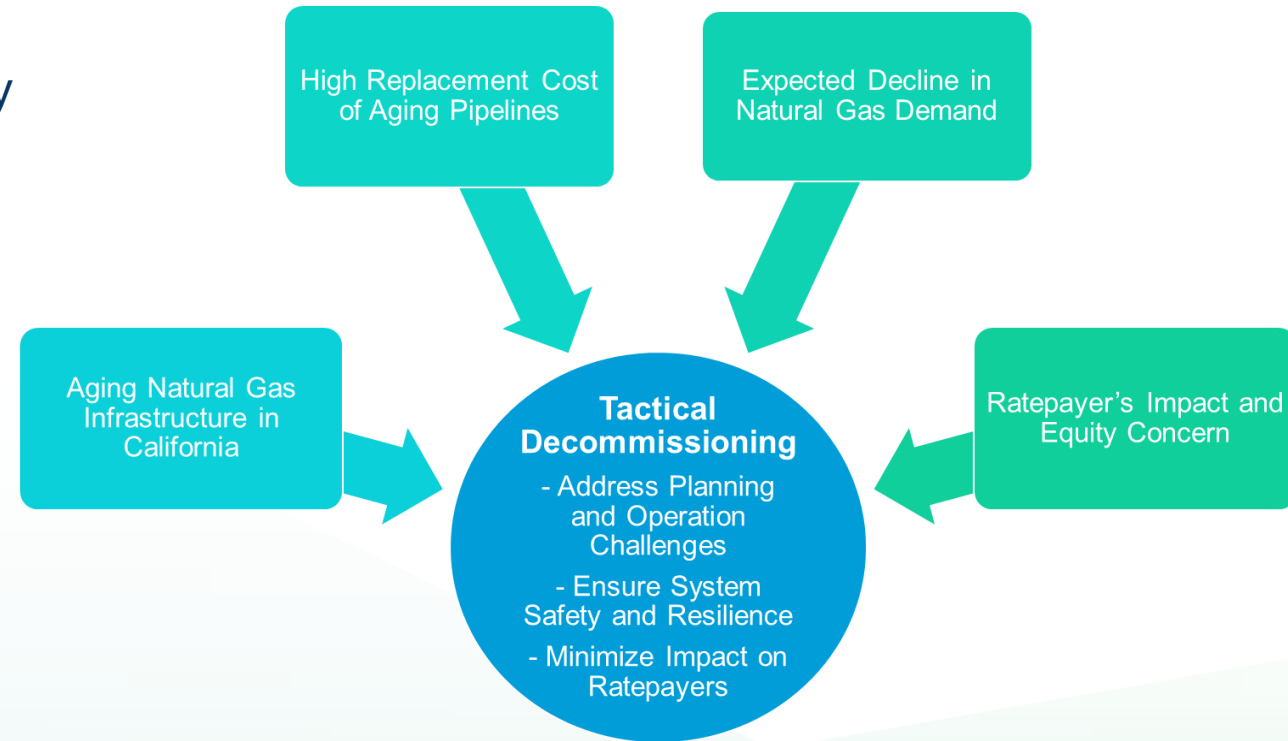 High Replacement Cost
of Aging Pipelines
Expected Decline in
Natural Gas Demand
Aging Natural Gas
Infrastructure in
California
Ratepayer’s Impact and
Equity Concern
Tactical
Decommissioning
- Address Planning
and Operation
Challenges
- Ensure System
Safety and Resilience
- Minimize Impact on
Ratepayers